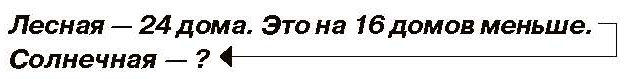 Лесная — 24 дома. Это на 16 домов меньше.
Солнечная — ?